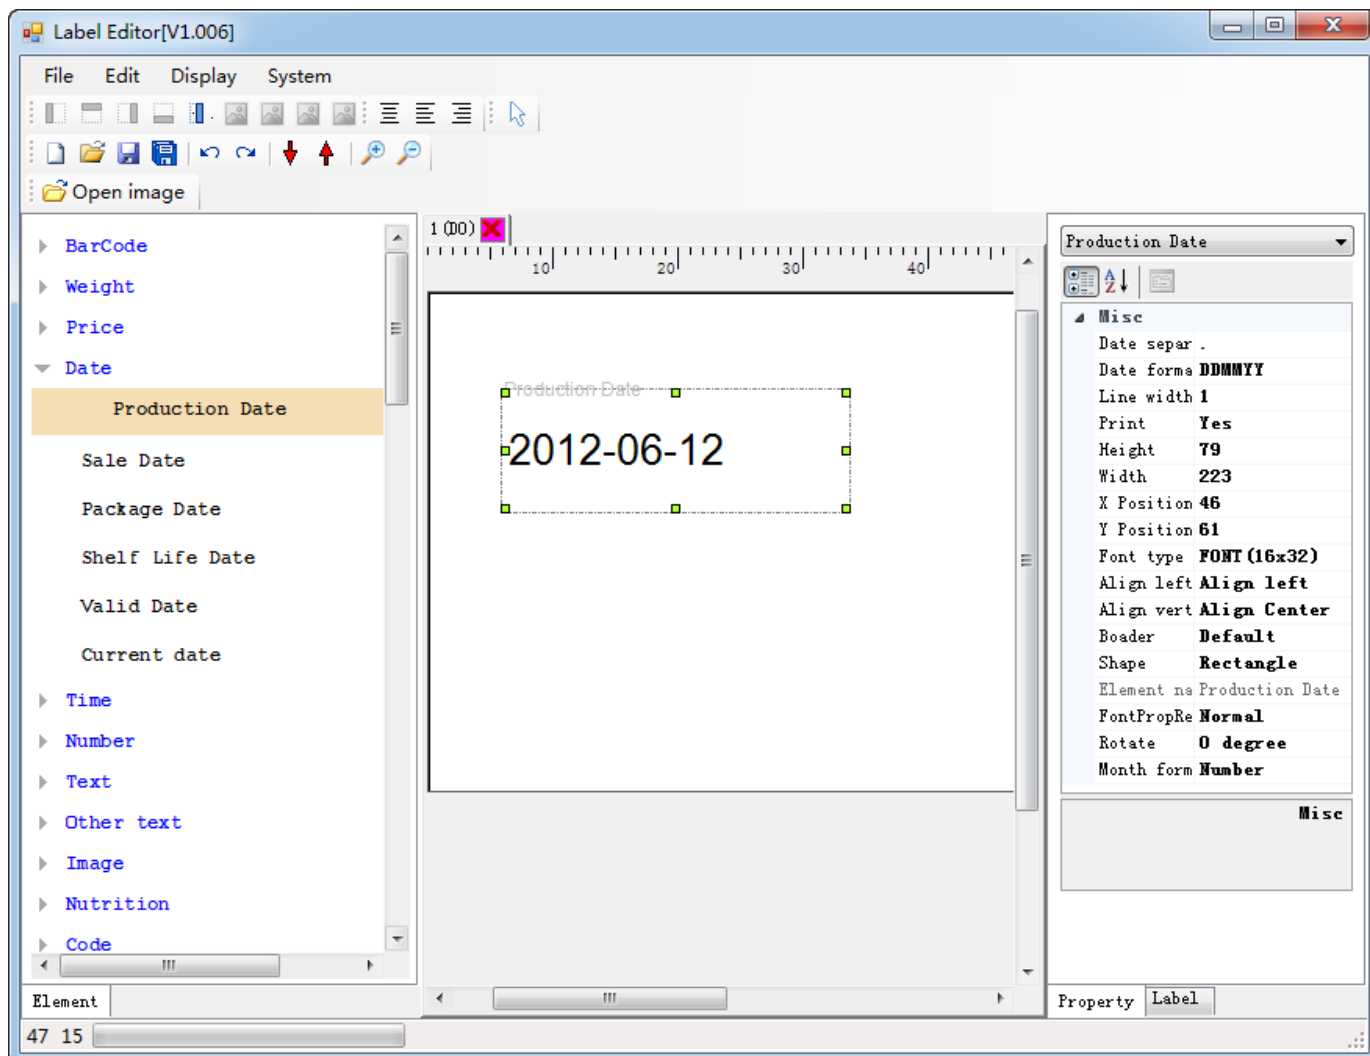 Label Editor[V1.006]
File Edit Display System
Open image
BarCode
Weight
Price
Date
Production Date
Sale Date
Package Date
Shelf Life Date
Valid Date
Current date
Time
Number
Text
Other text
Image
Nutrition
Code
Element
47 15
1 (D0)
10 20 30 40
Production Date
2012-06-12
Production Date
Misc
Date separ .
Date forma DDMMYY
Line width 1
Print Yes
Height 79
Width 223
X Position 46
Y Position 61
Font type FONT(16x32)
Align left Align left
Align vert Align Center
Boader Default
Shape Rectangle
Element na Production Date
FontPropRe Normal
Rotate 0 degree
Month form Number
Misc
Property Label